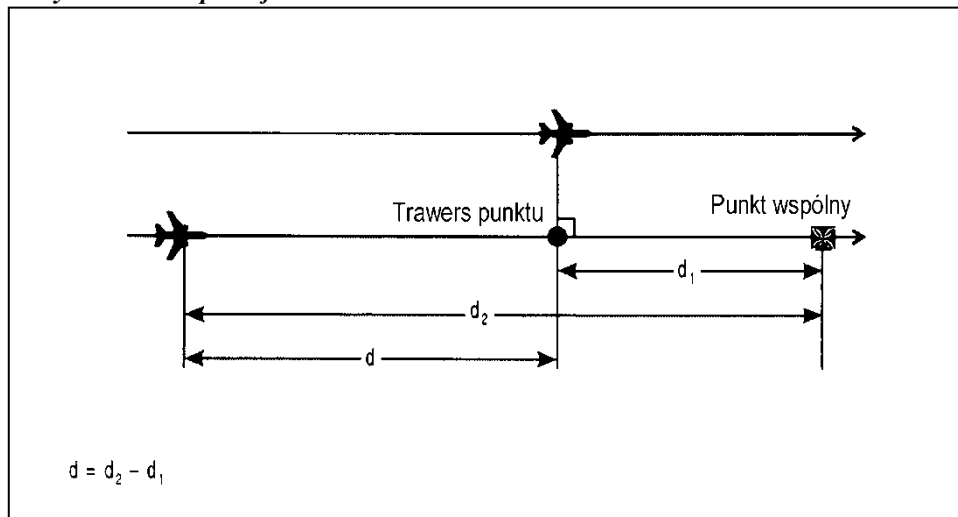 Trawers punktu
Punkt wspólny
d₁
d₂
d
d = d₂ – d₁